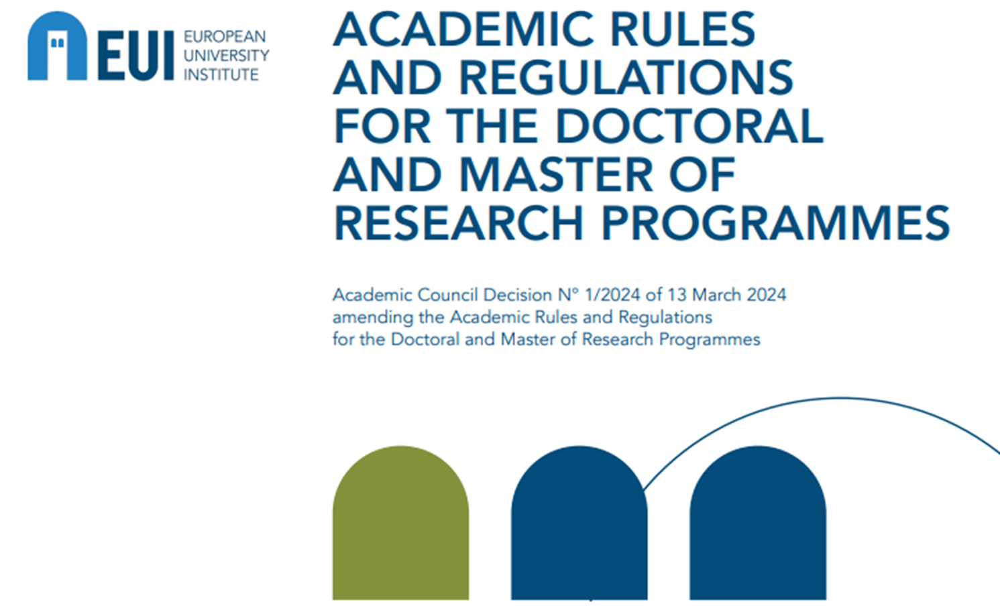 EUI
EUROPEAN
UNIVERSITY
INSTITUTE
ACADEMIC RULES
AND REGULATIONS
FOR THE DOCTORAL
AND MASTER OF
RESEARCH PROGRAMMES
Academic Council Decision N° 1/2024 of 13 March 2024
amending the Academic Rules and Regulations
for the Doctoral and Master of Research Programmes